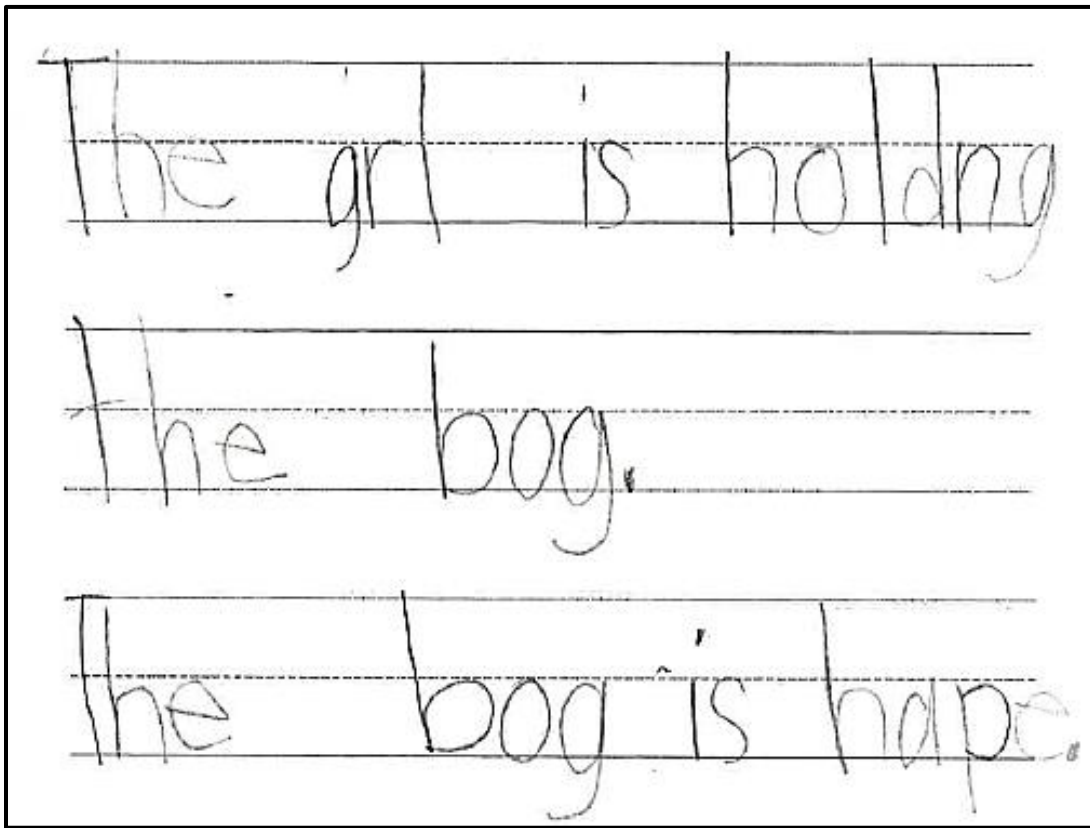 The grl is holdng
the bog.
The bog is hape.